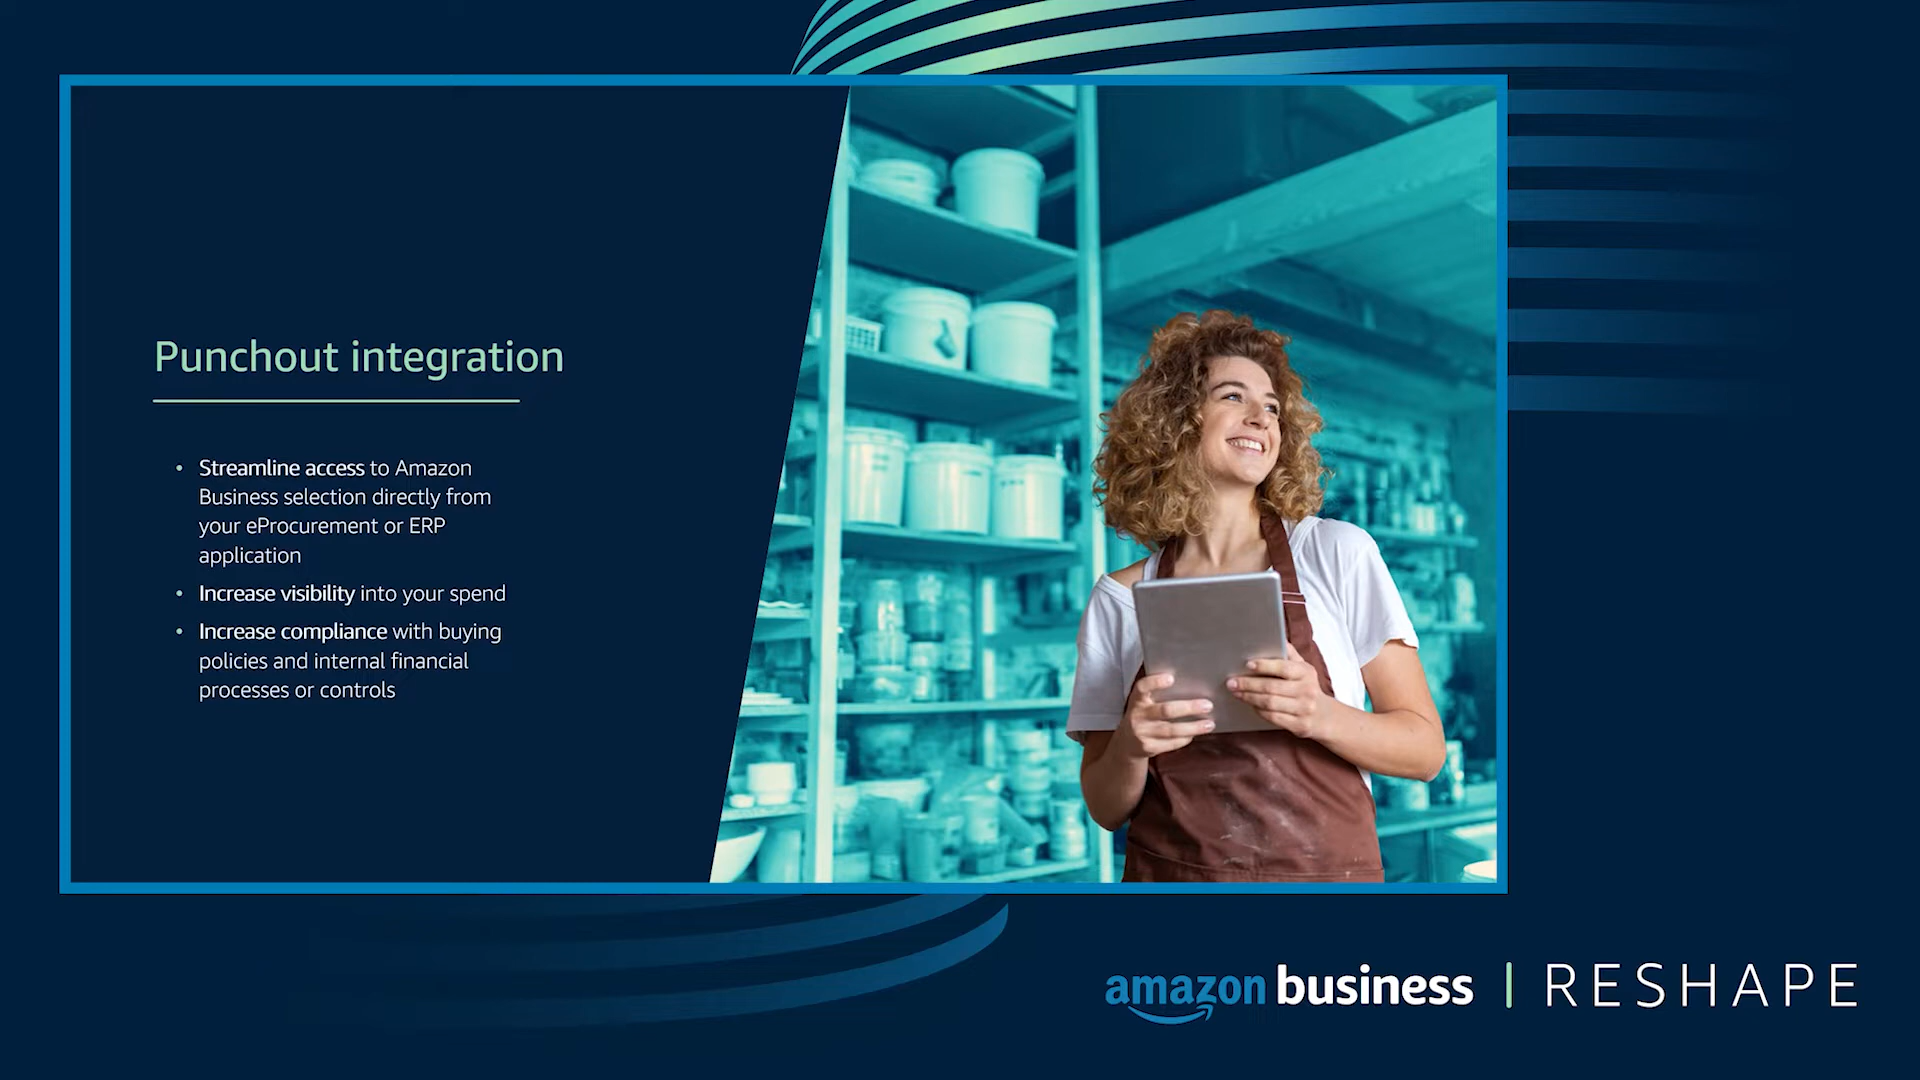 Punchout integration
• Streamline access to Amazon
Business selection directly from
your eProcurement or ERP
application
• Increase visibility into your spend
• Increase compliance with buying
policies and internal financial
processes or controls
amazon business | RESHAPE